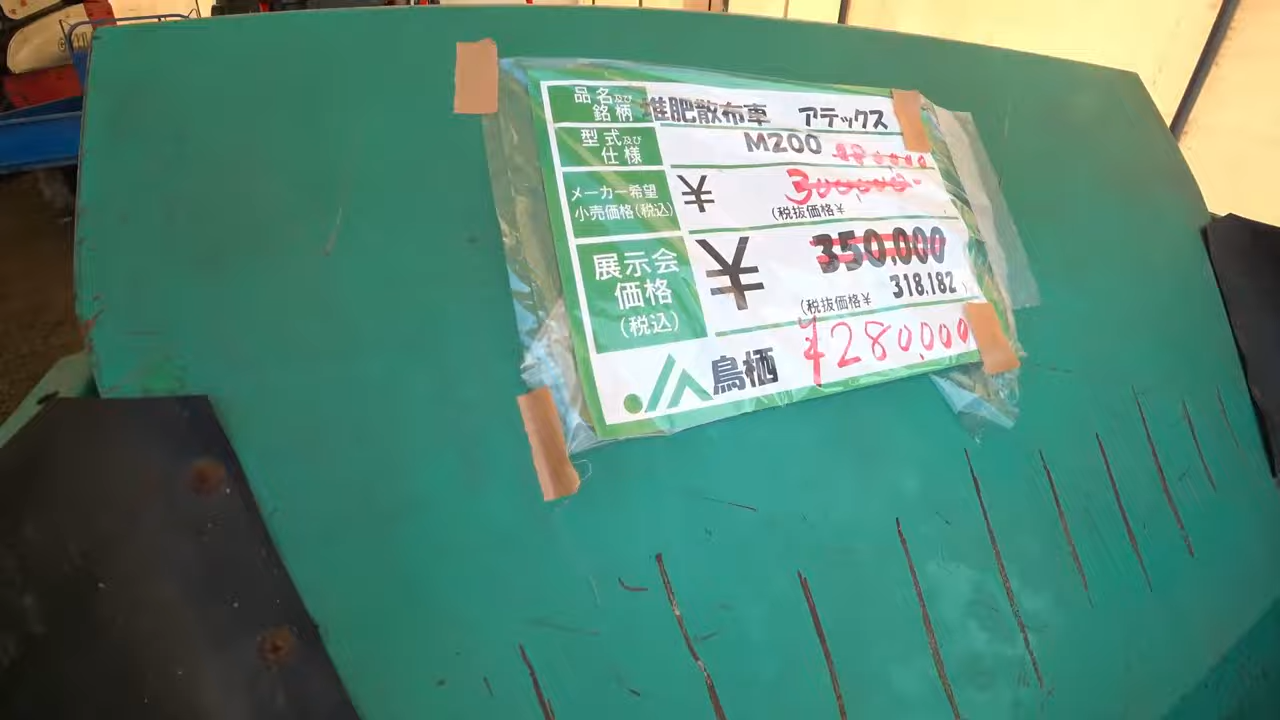 品名及び
銘柄
堆肥散布車 アテックス
型式及び
仕様
M200
メーカー希望
小売価格(税込)
¥
300,000
(税抜価格¥
展示会
価格
(税込)
¥ 350,000
(税抜価格¥ 318,182 )
鳥栖 ¥280,000